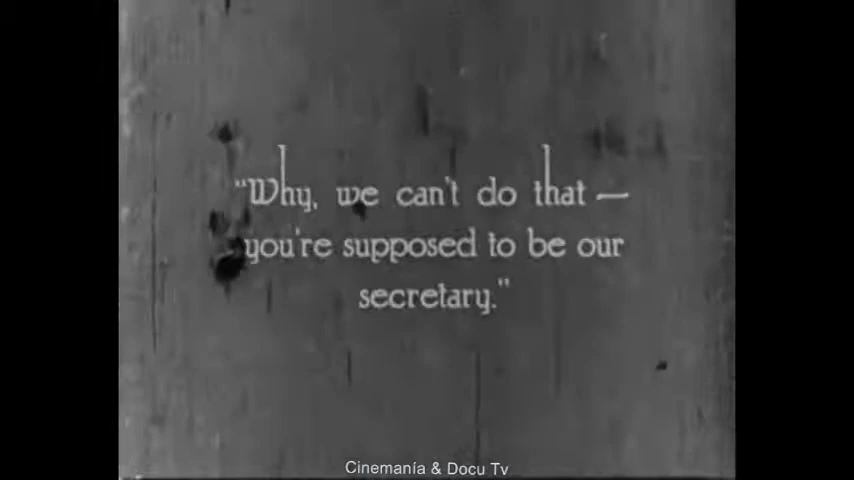 "Why, we can't do that —
you're supposed to be our
secretary."
Cinemanía & Docu Tv